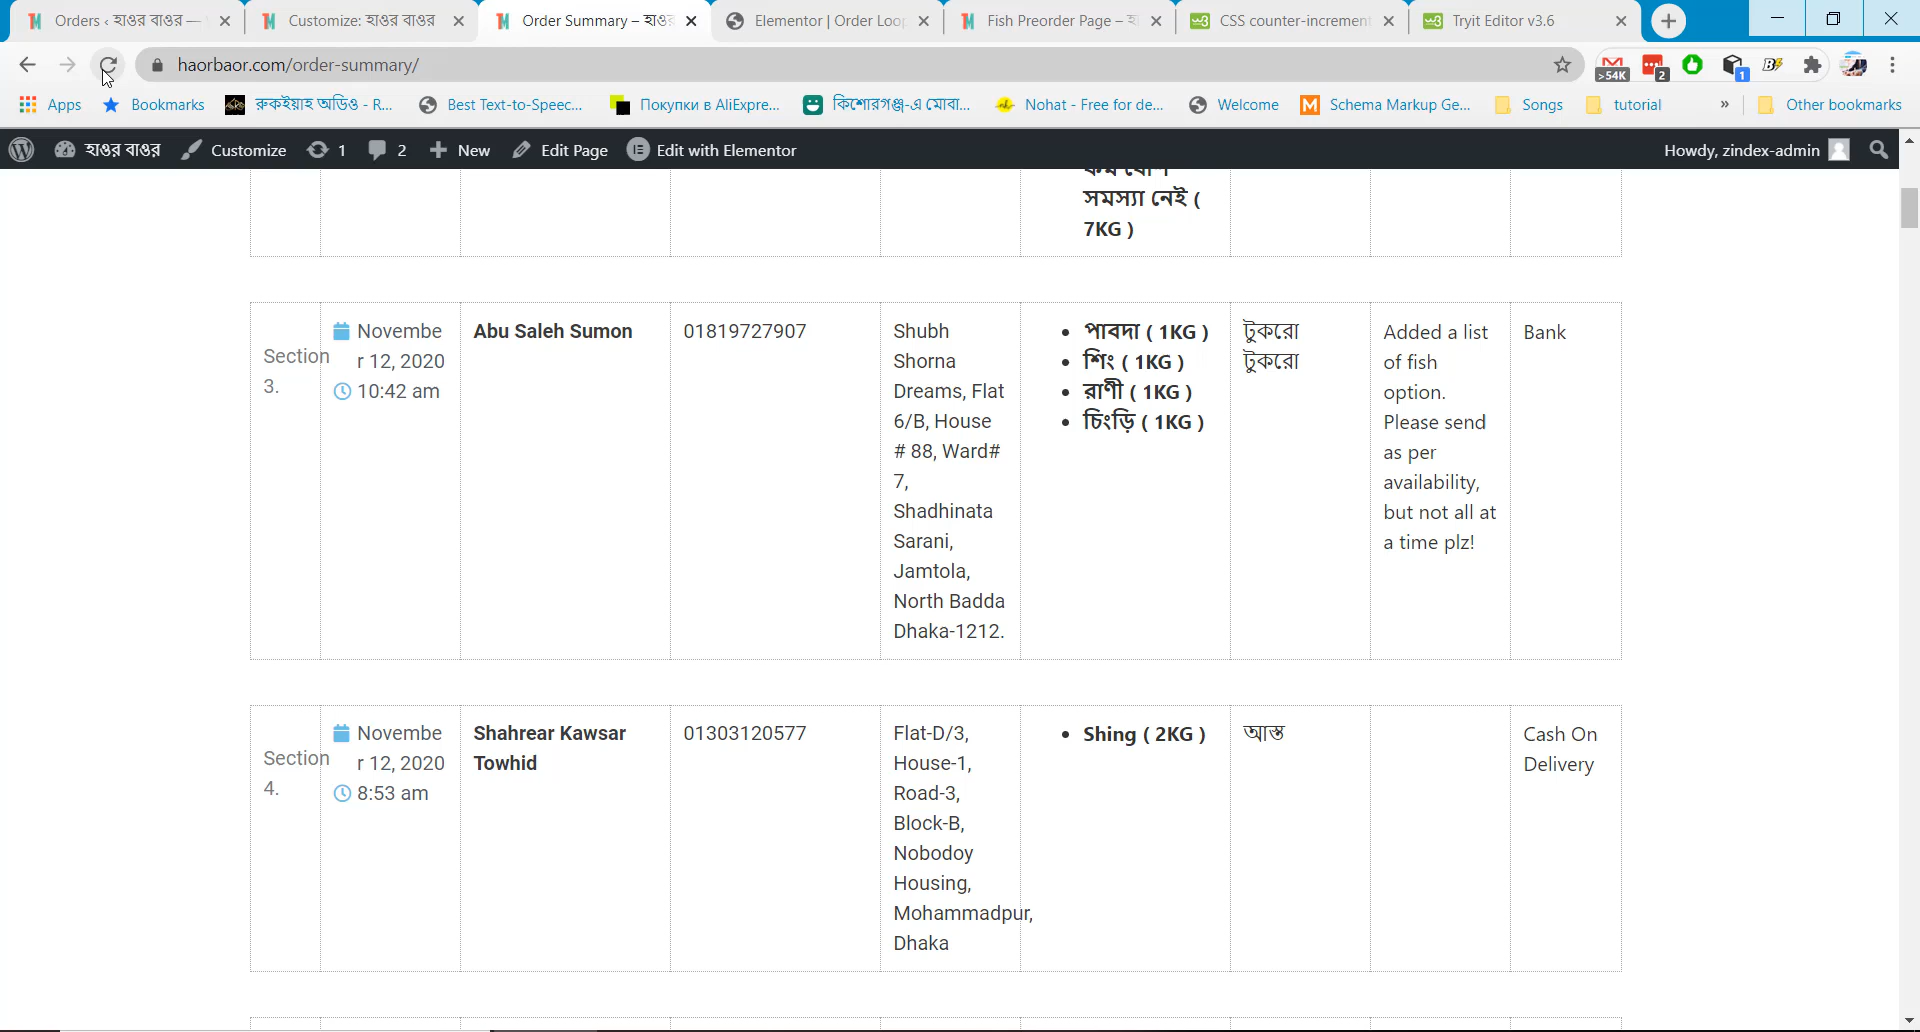 Orders ‹ হাওর বাওর —
Customize: হাওর বাওর
Order Summary – হাওর
Elementor | Order Loop
Fish Preorder Page – হ
CSS counter-increment
Tryit Editor v3.6
haorbaor.com/order-summary/
>54K
2
1
Apps
Bookmarks
রুকইয়াহ অডিও - R...
Best Text-to-Speec...
Покупки в AliExpre...
কিশোরগঞ্জ-এ মোবা...
Nohat - Free for de...
Welcome
Schema Markup Ge...
Songs
tutorial
»
Other bookmarks
হাওর বাওর
Customize
1
2
New
Edit Page
Edit with Elementor
Howdy, zindex-admin
সমস্যা নেই (
7KG )
Section
3.
Novembe
r 12, 2020
10:42 am
Abu Saleh Sumon
01819727907
Shubh
Shorna
Dreams, Flat
6/B, House
# 88, Ward#
7,
Shadhinata
Sarani,
Jamtola,
North Badda
Dhaka-1212.
• পাবদা ( 1KG )
• শিং ( 1KG )
• রাণী ( 1KG )
• চিংড়ি ( 1KG )
টুকরো
টুকরো
Added a list
of fish
option.
Please send
as per
availability,
but not all at
a time plz!
Bank
Section
4.
Novembe
r 12, 2020
8:53 am
Shahrear Kawsar
Towhid
01303120577
Flat-D/3,
House-1,
Road-3,
Block-B,
Nobodoy
Housing,
Mohammadpur,
Dhaka
• Shing ( 2KG )
আস্ত
Cash On
Delivery